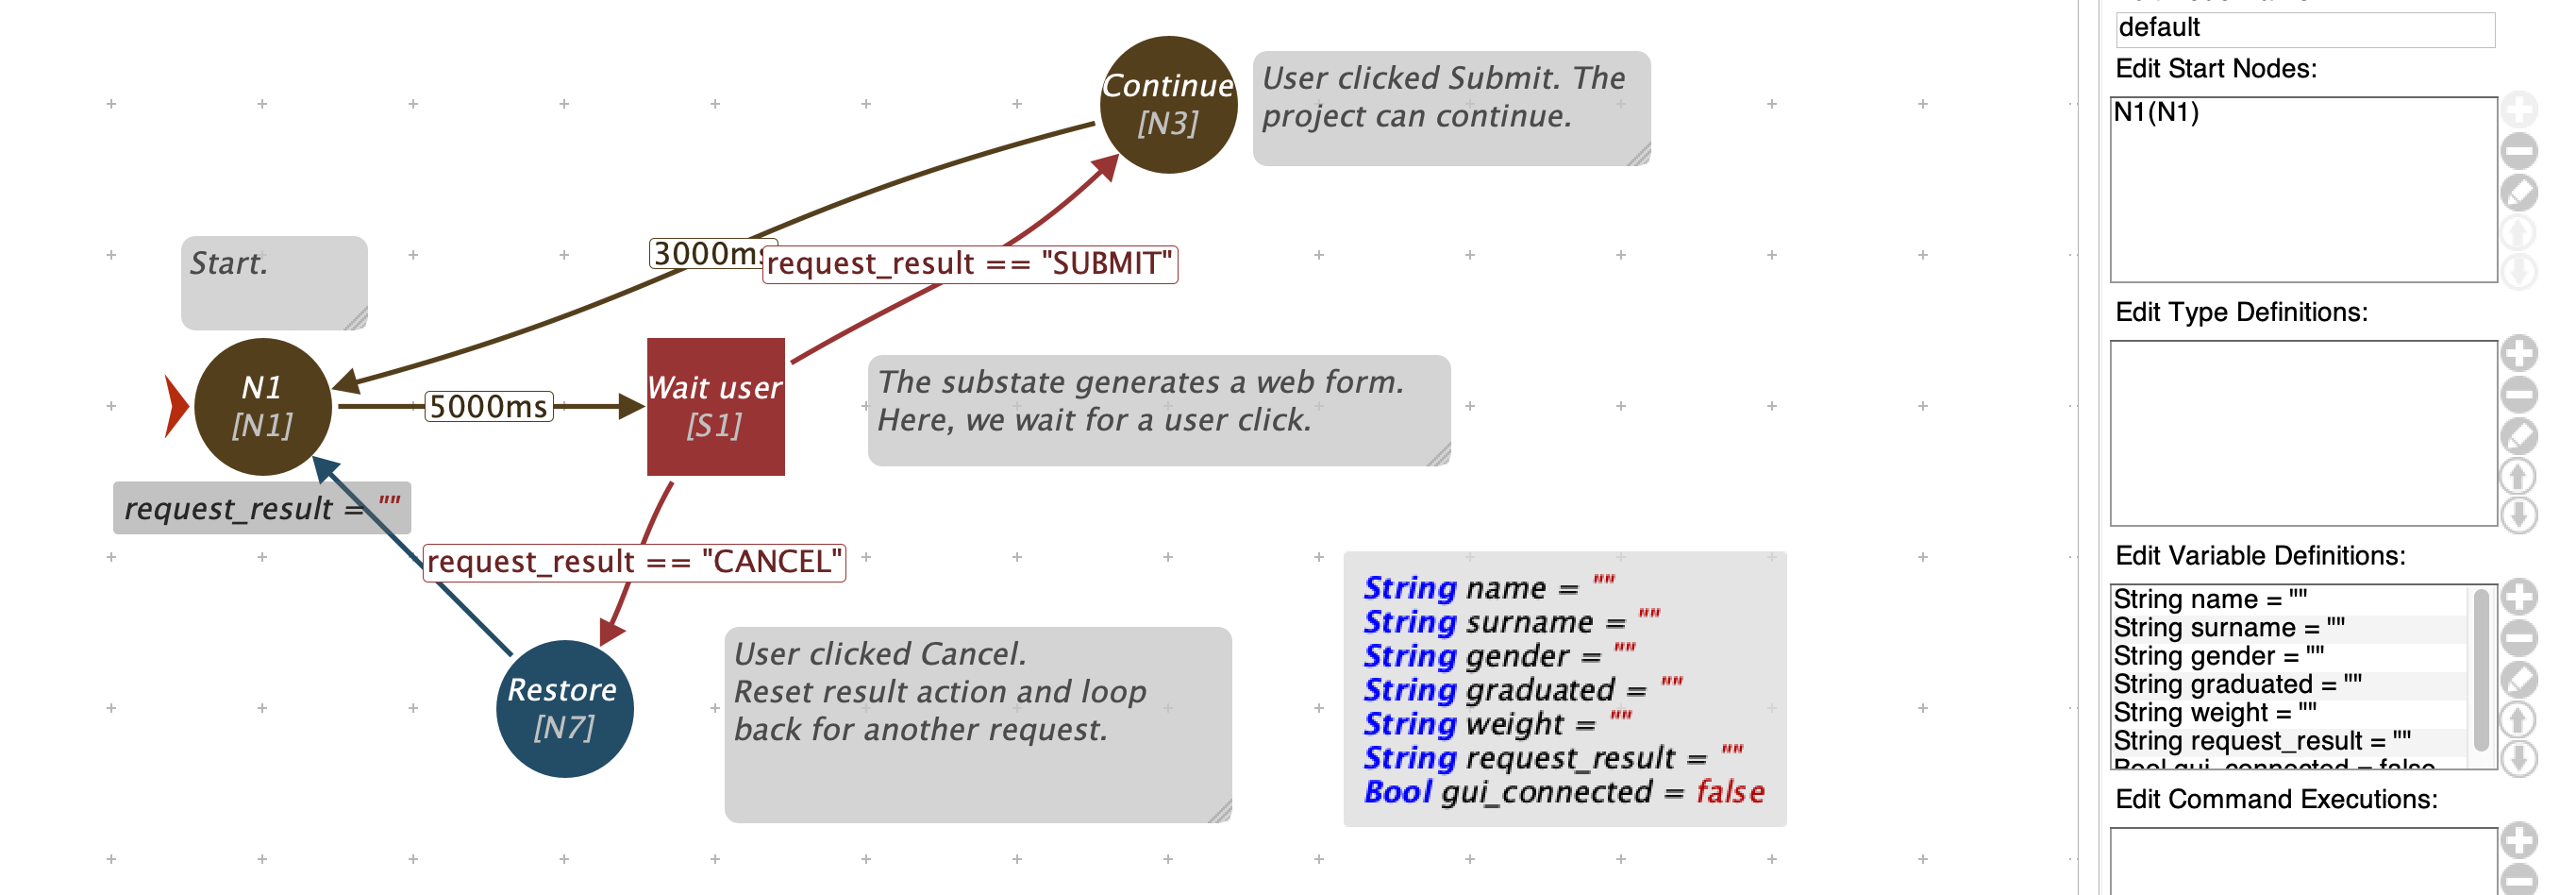 Continue
[N3]
User clicked Submit. The
project can continue.
Start.
3000ms
request_result == "SUBMIT"
N1
[N1]
5000ms
Wait user
[S1]
The substate generates a web form.
Here, we wait for a user click.
request_result = ""
request_result == "CANCEL"
Restore
[N7]
User clicked Cancel.
Reset result action and loop
back for another request.
String name = ""
String surname = ""
String gender = ""
String graduated = ""
String weight = ""
String request_result = ""
Bool gui_connected = false
default
Edit Start Nodes:
N1(N1)
Edit Type Definitions:
Edit Variable Definitions:
String name = ""
String surname = ""
String gender = ""
String graduated = ""
String weight = ""
String request_result = ""
Bool gui_connected = false
Edit Command Executions: